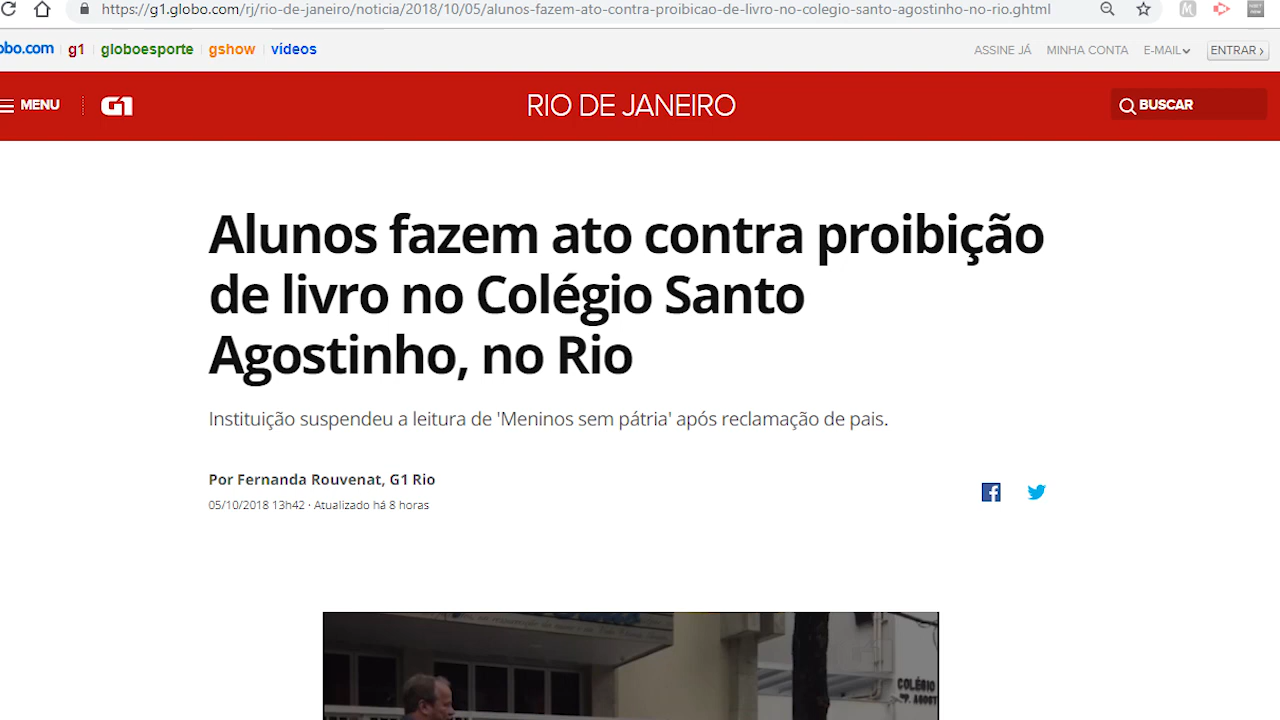 https://g1.globo.com/rj/rio-de-janeiro/noticia/2018/10/05/alunos-fazem-ato-contra-proibicao-de-livro-no-colegio-santo-agostinho-no-rio.ghtml
obo.com g1 globoesporte gshow vídeos ASSINE JÁ MINHA CONTA E-MAIL ENTRAR
MENU G1 RIO DE JANEIRO BUSCAR
Alunos fazem ato contra proibição
de livro no Colégio Santo
Agostinho, no Rio
Instituição suspendeu a leitura de 'Meninos sem pátria' após reclamação de pais.
Por Fernanda Rouvenat, G1 Rio
05/10/2018 13h42 · Atualizado há 8 horas
COLÉGIO